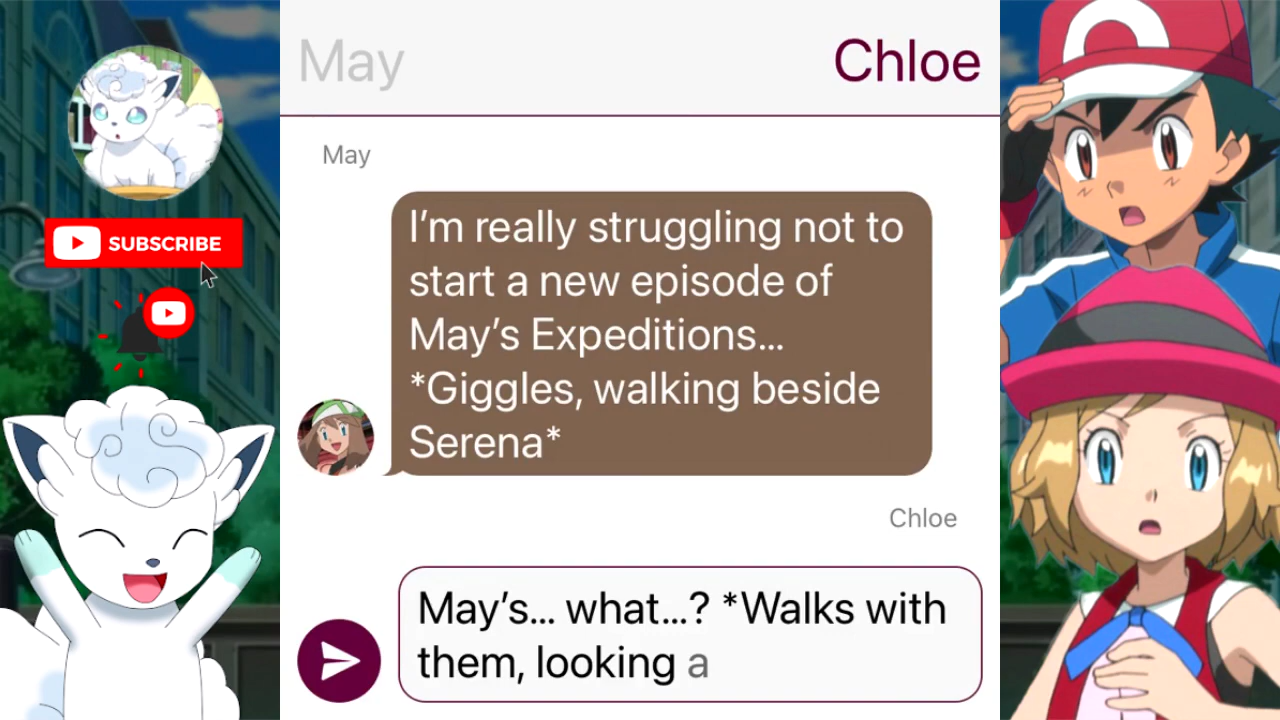 May
Chloe
May
I’m really struggling not to
start a new episode of
May’s Expeditions…
*Giggles, walking beside
Serena*
Chloe
May’s… what…? *Walks with
them, looking a
SUBSCRIBE